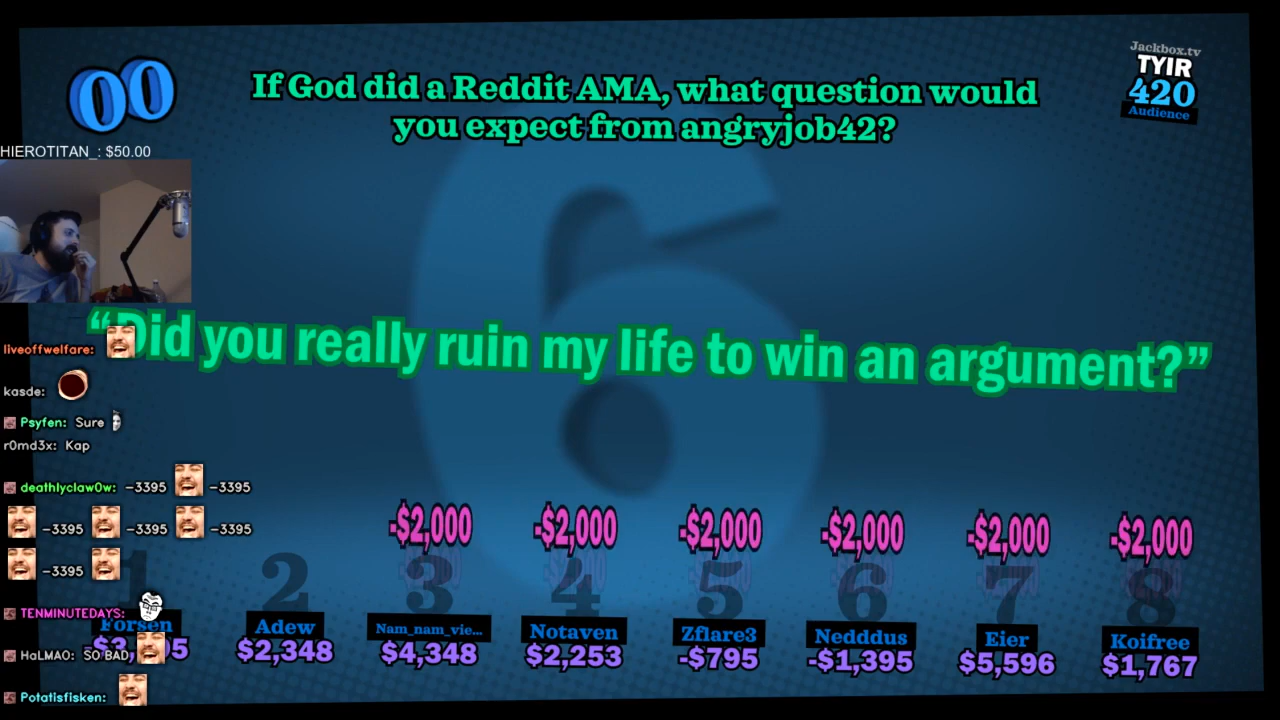 00
If God did a Reddit AMA, what question would
you expect from angryjob42?
Jackbox.tv
TYIR
420
Audience
HIEROTITAN_: $50.00
6
“Did you really ruin my life to win an argument?”
liveoffwelfare:
kasde:
Psyfen: Sure
r0md3x: Kap
deathlyclaw0w: -3395 -3395
-3395 -3395 -3395
-3395
TENMINUTEDAYS:
HaLMAO: SO BAD
Potatisfisken:
-$2,000 -$2,000 -$2,000 -$2,000 -$2,000 -$2,000
1 2 3 4 5 6 7 8
Forsen Adew Nam_nam_vie... Notaven Zflare3 Nedddus Eier Koifree
$2,348 $4,348 $2,253 -$795 -$1,395 $5,596 $1,767